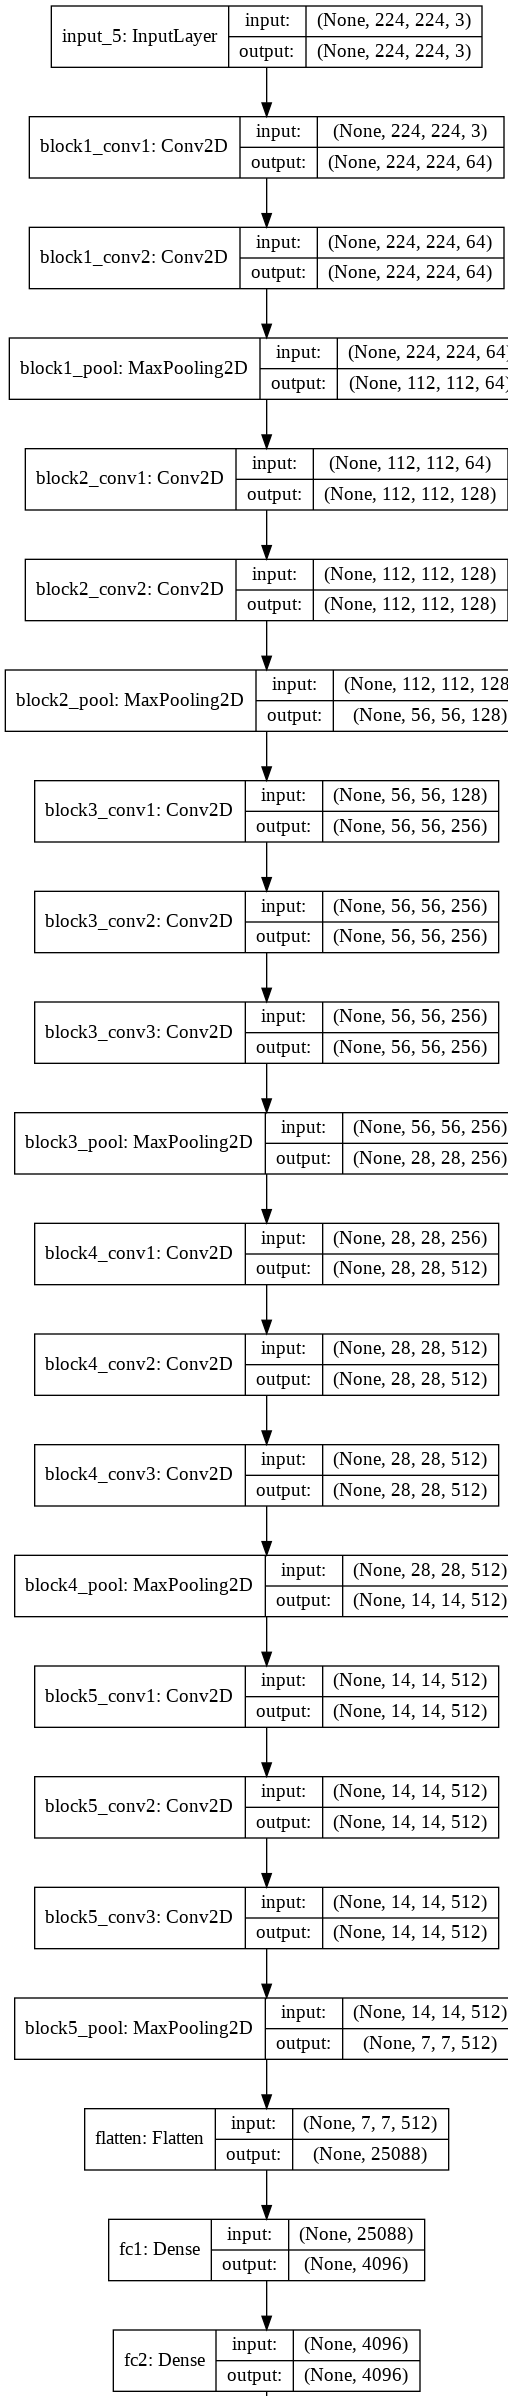 input_5: InputLayer
input: (None, 224, 224, 3)
output: (None, 224, 224, 3)
block1_conv1: Conv2D
input: (None, 224, 224, 3)
output: (None, 224, 224, 64)
block1_conv2: Conv2D
input: (None, 224, 224, 64)
output: (None, 224, 224, 64)
block1_pool: MaxPooling2D
input: (None, 224, 224, 64)
output: (None, 112, 112, 64)
block2_conv1: Conv2D
input: (None, 112, 112, 64)
output: (None, 112, 112, 128)
block2_conv2: Conv2D
input: (None, 112, 112, 128)
output: (None, 112, 112, 128)
block2_pool: MaxPooling2D
input: (None, 112, 112, 128
output: (None, 56, 56, 128)
block3_conv1: Conv2D
input: (None, 56, 56, 128)
output: (None, 56, 56, 256)
block3_conv2: Conv2D
input: (None, 56, 56, 256)
output: (None, 56, 56, 256)
block3_conv3: Conv2D
input: (None, 56, 56, 256)
output: (None, 56, 56, 256)
block3_pool: MaxPooling2D
input: (None, 56, 56, 256)
output: (None, 28, 28, 256)
block4_conv1: Conv2D
input: (None, 28, 28, 256)
output: (None, 28, 28, 512)
block4_conv2: Conv2D
input: (None, 28, 28, 512)
output: (None, 28, 28, 512)
block4_conv3: Conv2D
input: (None, 28, 28, 512)
output: (None, 28, 28, 512)
block4_pool: MaxPooling2D
input: (None, 28, 28, 512)
output: (None, 14, 14, 512)
block5_conv1: Conv2D
input: (None, 14, 14, 512)
output: (None, 14, 14, 512)
block5_conv2: Conv2D
input: (None, 14, 14, 512)
output: (None, 14, 14, 512)
block5_conv3: Conv2D
input: (None, 14, 14, 512)
output: (None, 14, 14, 512)
block5_pool: MaxPooling2D
input: (None, 14, 14, 512)
output: (None, 7, 7, 512)
flatten: Flatten
input: (None, 7, 7, 512)
output: (None, 25088)
fc1: Dense
input: (None, 25088)
output: (None, 4096)
fc2: Dense
input: (None, 4096)
output: (None, 4096)